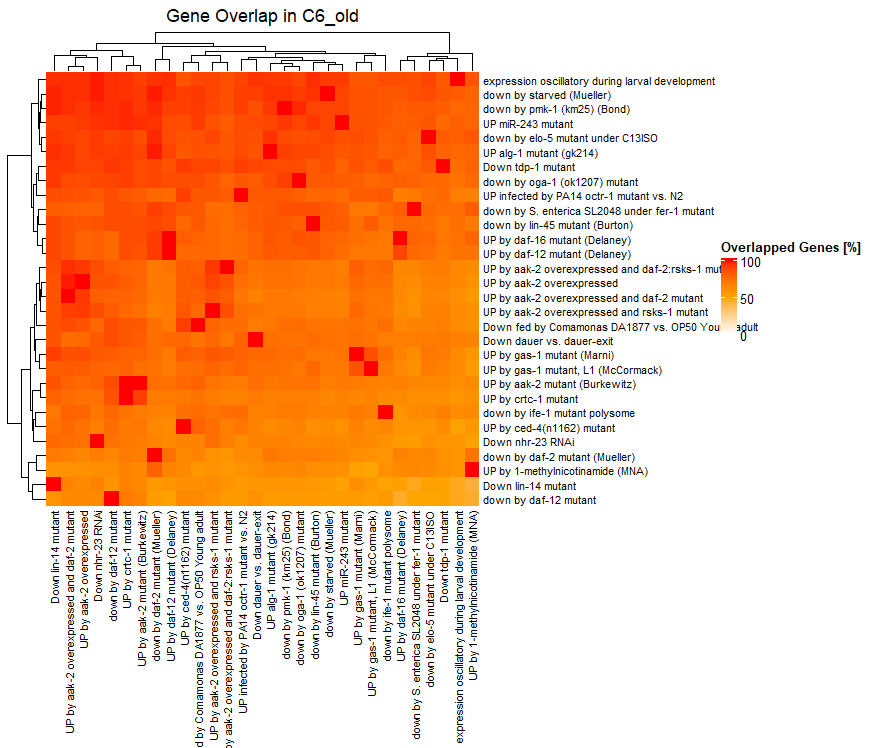 Gene Overlap in C6_old
expression oscillatory during larval development
down by starved (Mueller)
down by pmk-1 (km25) (Bond)
UP miR-243 mutant
down by elo-5 mutant under C13ISO
UP alg-1 mutant (gk214)
Down tdp-1 mutant
down by oga-1 (ok1207) mutant
UP infected by PA14 octr-1 mutant vs. N2
down by S. enterica SL2048 under fer-1 mutant
down by lin-45 mutant (Burton)
UP by daf-16 mutant (Delaney)
UP by daf-12 mutant (Delaney)
UP by aak-2 overexpressed and daf-2:rsks-1 mut
UP by aak-2 overexpressed
UP by aak-2 overexpressed and daf-2 mutant
UP by aak-2 overexpressed and rsks-1 mutant
Down fed by Comamonas DA1877 vs. OP50 You adult
Down dauer vs. dauer-exit
UP by gas-1 mutant (Marni)
UP by gas-1 mutant, L1 (McCormack)
UP by aak-2 mutant (Burkewitz)
UP by crtc-1 mutant
down by ife-1 mutant polysome
UP by ced-4(n1162) mutant
Down nhr-23 RNAi
down by daf-2 mutant (Mueller)
UP by 1-methylnicotinamide (MNA)
Down lin-14 mutant
down by daf-12 mutant
Overlapped Genes [%]
100
50
0
Down lin-14 mutant
UP by aak-2 overexpressed and daf-2 mutant
UP by aak-2 overexpressed
Down nhr-23 RNAi
down by daf-12 mutant
UP by crtc-1 mutant
UP by aak-2 mutant (Burkewitz)
down by daf-2 mutant (Mueller)
UP by daf-12 mutant (Delaney)
UP by ced-4(n1162) mutant
d by Comamonas DA1877 vs. OP50 Young adult
UP by aak-2 overexpressed and rsks-1 mutant
by aak-2 overexpressed and daf-2:rsks-1 mutant
UP infected by PA14 octr-1 mutant vs. N2
Down dauer vs. dauer-exit
UP alg-1 mutant (gk214)
down by pmk-1 (km25) (Bond)
down by oga-1 (ok1207) mutant
down by lin-45 mutant (Burton)
down by starved (Mueller)
UP miR-243 mutant
UP by gas-1 mutant (Marni)
UP by gas-1 mutant, L1 (McCormack)
down by ife-1 mutant polysome
UP by daf-16 mutant (Delaney)
down by S. enterica SL2048 under fer-1 mutant
down by elo-5 mutant under C13ISO
Down tdp-1 mutant
expression oscillatory during larval development
UP by 1-methylnicotinamide (MNA)